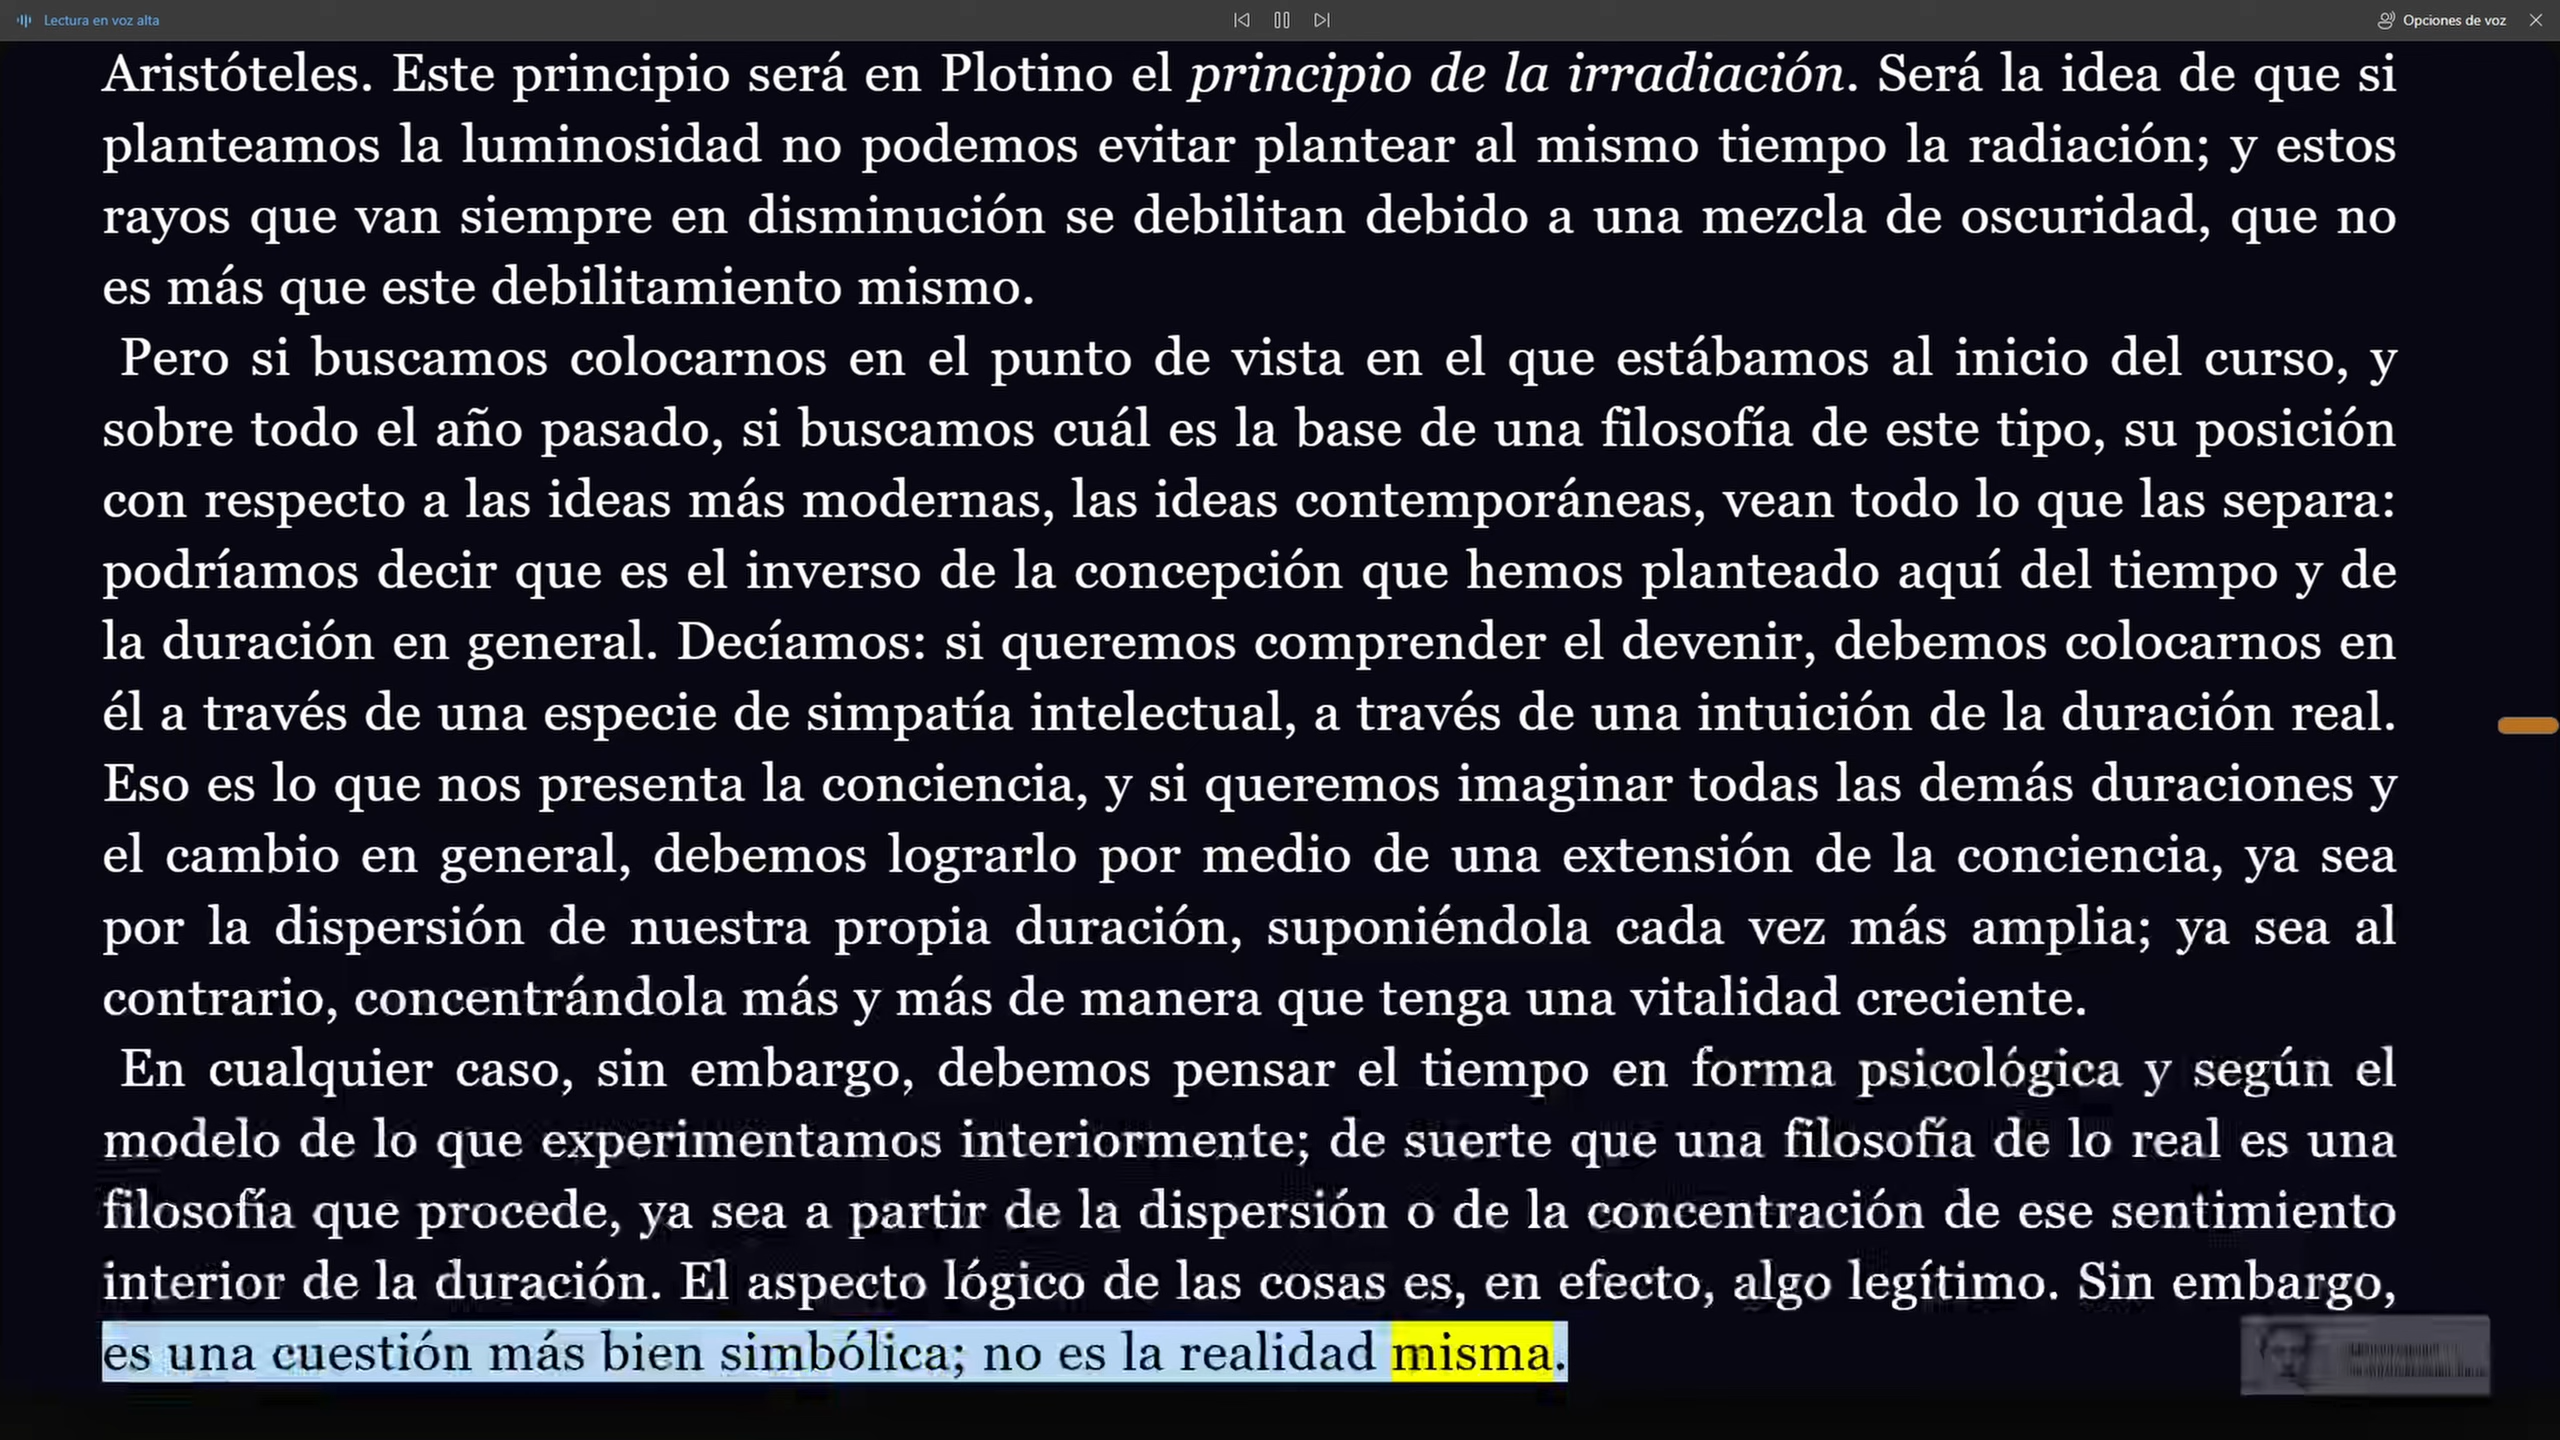 Lectura en voz alta
Opciones de voz
Aristóteles. Este principio será en Plotino el principio de la irradiación. Será la idea de que si
planteamos la luminosidad no podemos evitar plantear al mismo tiempo la radiación; y estos
rayos que van siempre en disminución se debilitan debido a una mezcla de oscuridad, que no
es más que este debilitamiento mismo.
Pero si buscamos colocarnos en el punto de vista en el que estábamos al inicio del curso, y
sobre todo el año pasado, si buscamos cuál es la base de una filosofía de este tipo, su posición
con respecto a las ideas más modernas, las ideas contemporáneas, vean todo lo que las separa:
podríamos decir que es el inverso de la concepción que hemos planteado aquí del tiempo y de
la duración en general. Decíamos: si queremos comprender el devenir, debemos colocarnos en
él a través de una especie de simpatía intelectual, a través de una intuición de la duración real.
Eso es lo que nos presenta la conciencia, y si queremos imaginar todas las demás duraciones y
el cambio en general, debemos lograrlo por medio de una extensión de la conciencia, ya sea
por la dispersión de nuestra propia duración, suponiéndola cada vez más amplia; ya sea al
contrario, concentrándola más y más de manera que tenga una vitalidad creciente.
En cualquier caso, sin embargo, debemos pensar el tiempo en forma psicológica y según el
modelo de lo que experimentamos interiormente; de suerte que una filosofía de lo real es una
filosofía que procede, ya sea a partir de la dispersión o de la concentración de ese sentimiento
interior de la duración. El aspecto lógico de las cosas es, en efecto, algo legítimo. Sin embargo,
es una cuestión más bien simbólica; no es la realidad misma.